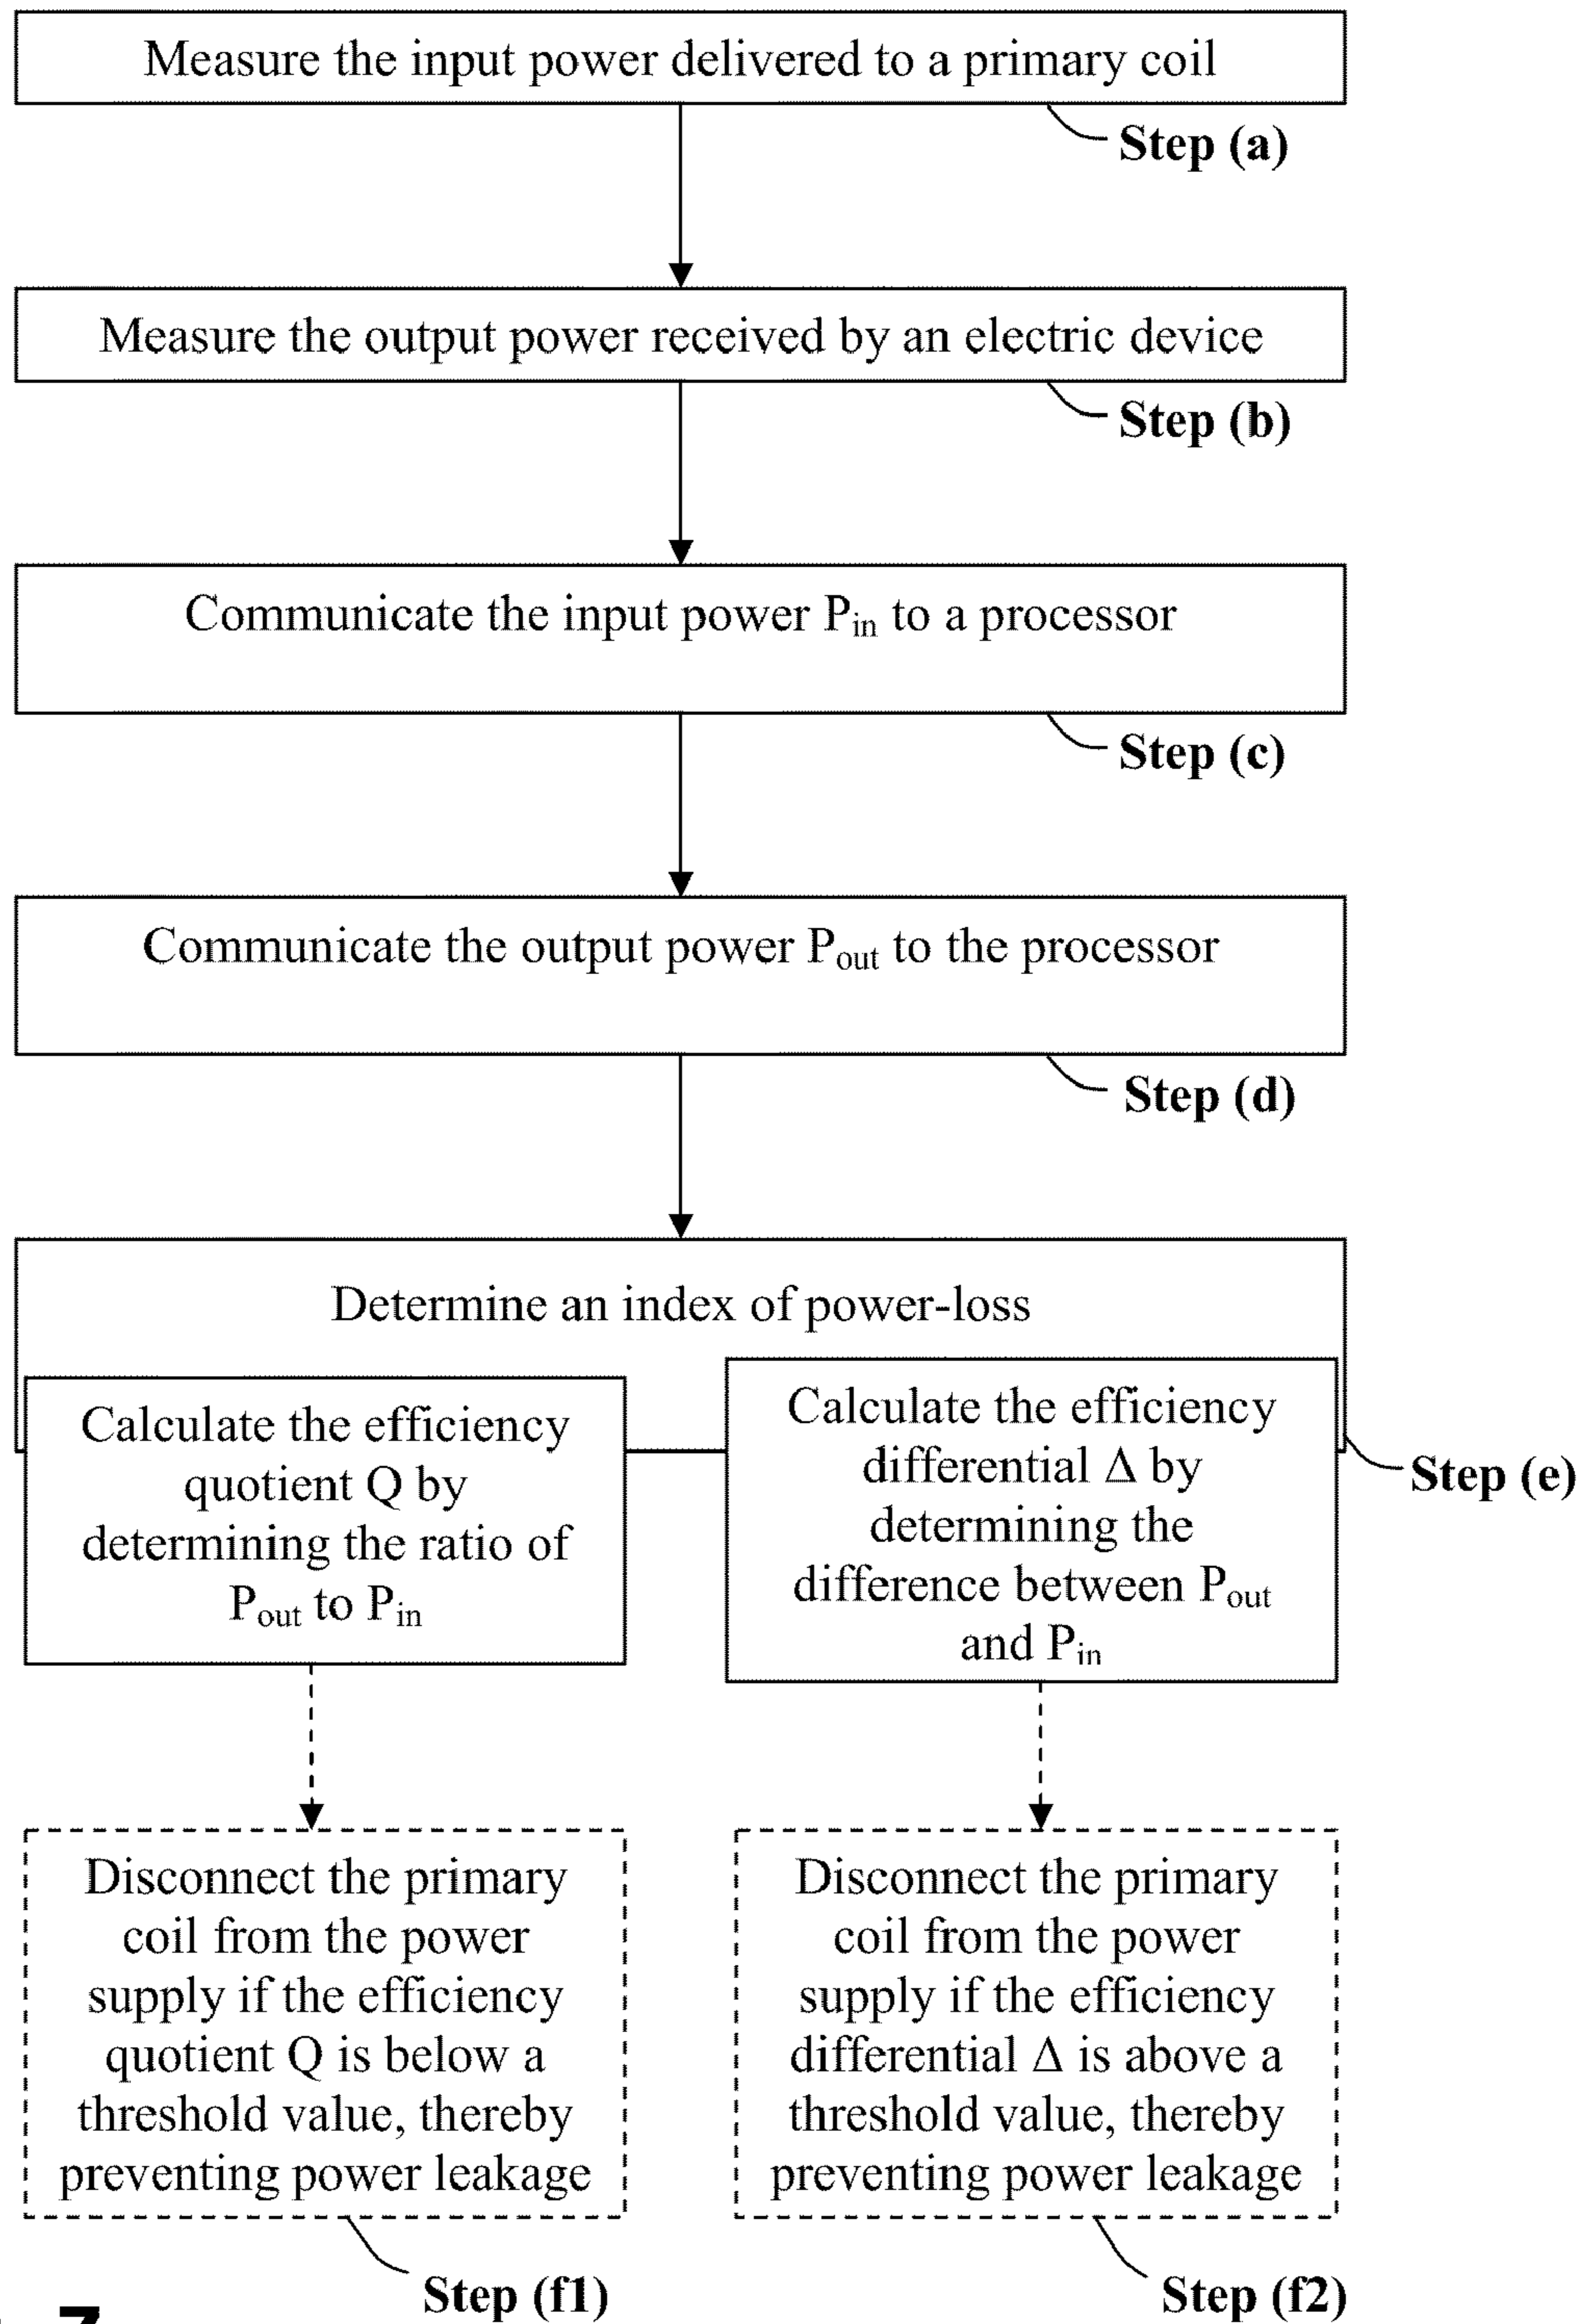 Measure the input power delivered to a primary coil
Step (a)
Measure the output power received by an electric device
Step (b)
Communicate the input power Pin to a processor
Step (c)
Communicate the output power Pout to the processor
Step (d)
Determine an index of power-loss
Calculate the efficiency
quotient Q by
determining the ratio of
Pout to Pin
Calculate the efficiency
differential Δ by
determining the
difference between Pout
and Pin
Step (e)
Disconnect the primary
coil from the power
supply if the efficiency
quotient Q is below a
threshold value, thereby
preventing power leakage
Step (f1)
Disconnect the primary
coil from the power
supply if the efficiency
differential Δ is above a
threshold value, thereby
preventing power leakage
Step (f2)